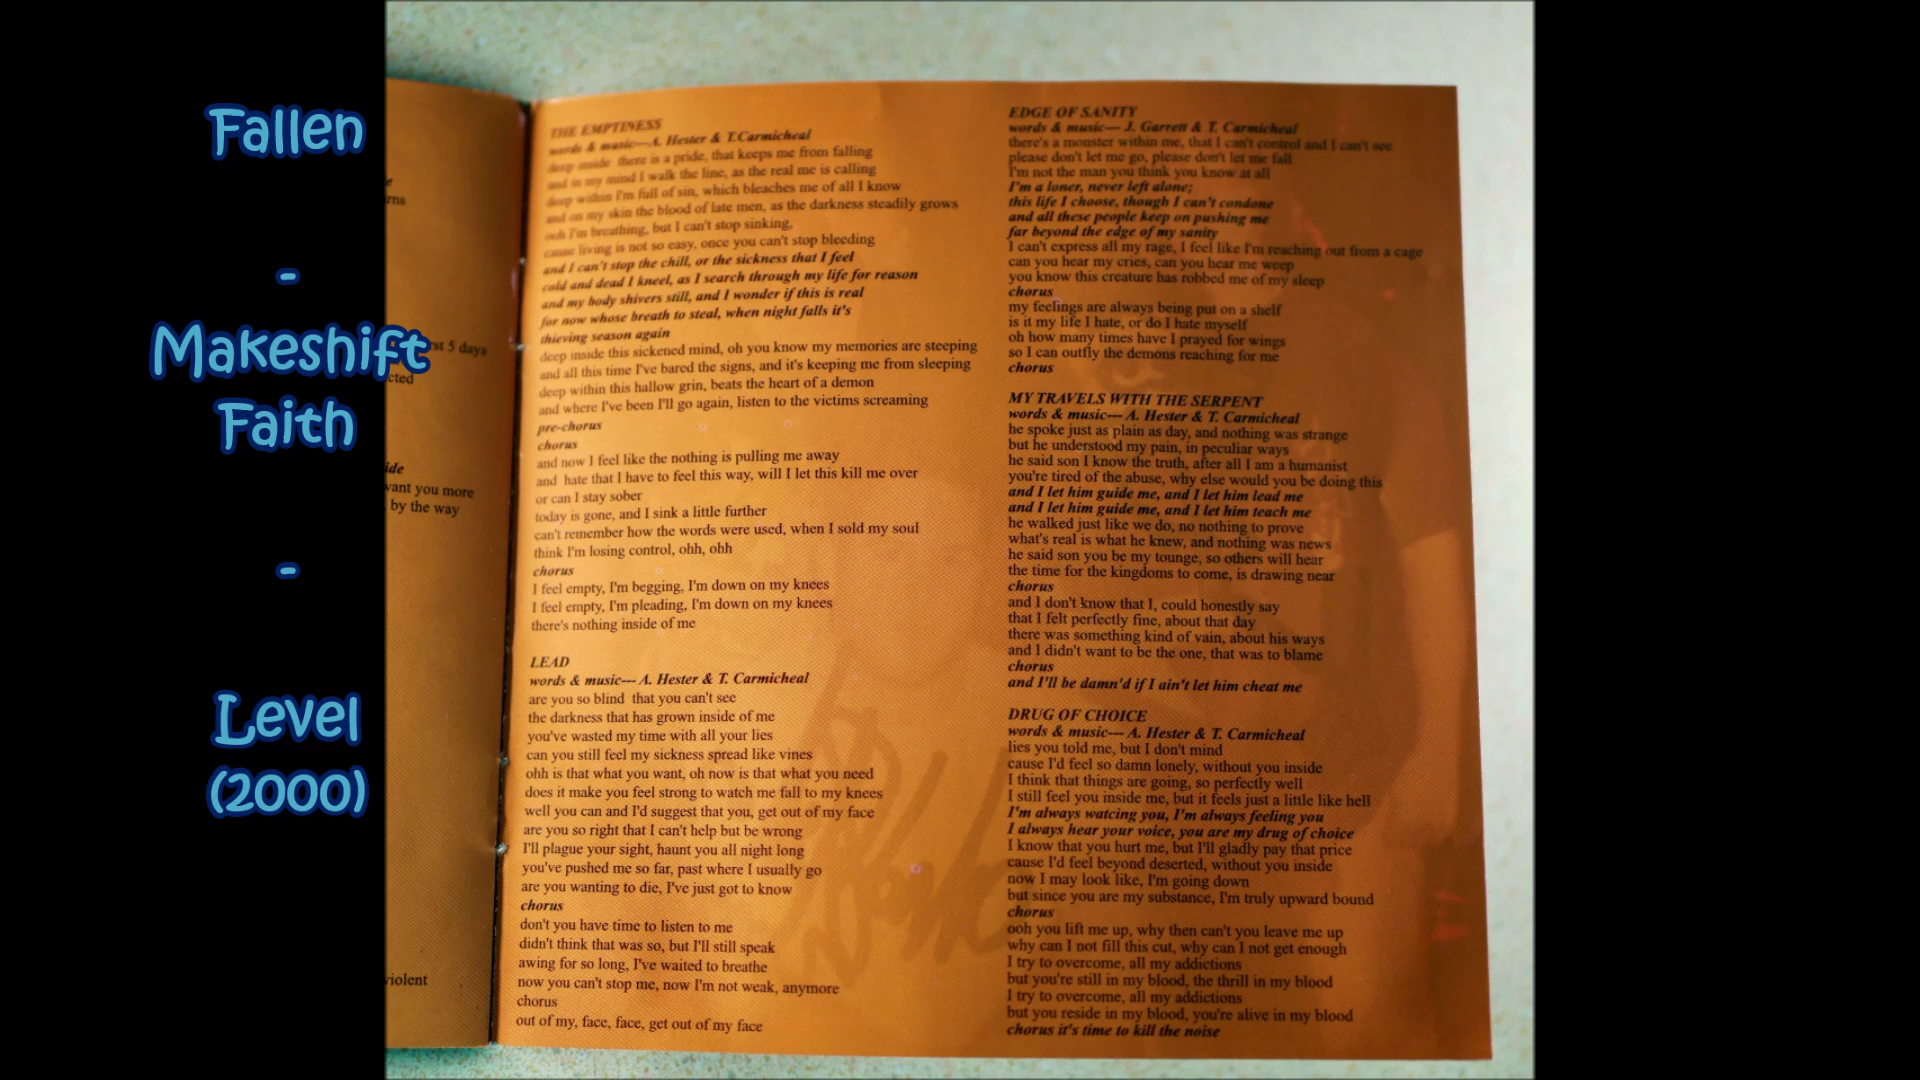 Fallen
-
Makeshift
Faith
-
Level
(2000)
rns
rst 5 days
cted
ide
want you more
by the way
violent
THE EMPTINESS
words & music---A. Hester & T.Carmicheal
deep inside there is a pride, that keeps me from falling
and in my mind I walk the line, as the real me is calling
deep within I'm full of sin, which bleaches me of all I know
and on my skin the blood of late men, as the darkness steadily grows
ooh I'm breathing, but I can't stop sinking,
cause living is not so easy, once you can't stop bleeding
and I can't stop the chill, or the sickness that I feel
cold and dead I kneel, as I search through my life for reason
and my body shivers still, and I wonder if this is real
for now whose breath to steal, when night falls it's
thieving season again
deep inside this sickened mind, oh you know my memories are steeping
and all this time I've bared the signs, and it's keeping me from sleeping
deep within this hallow grin, beats the heart of a demon
and where I've been I'll go again, listen to the victims screaming
pre-chorus
chorus
and now I feel like the nothing is pulling me away
and hate that I have to feel this way, will I let this kill me over
or can I stay sober
today is gone, and I sink a little further
can't remember how the words were used, when I sold my soul
think I'm losing control, ohh, ohh
chorus
I feel empty, I'm begging, I'm down on my knees
I feel empty, I'm pleading, I'm down on my knees
there's nothing inside of me
LEAD
words & music--- A. Hester & T. Carmicheal
are you so blind that you can't see
the darkness that has grown inside of me
you've wasted my time with all your lies
can you still feel my sickness spread like vines
ohh is that what you want, oh now is that what you need
does it make you feel strong to watch me fall to my knees
well you can and I'd suggest that you, get out of my face
are you so right that I can't help but be wrong
I'll plague your sight, haunt you all night long
you've pushed me so far, past where I usually go
are you wanting to die, I've just got to know
chorus
don't you have time to listen to me
didn't think that was so, but I'll still speak
awing for so long, I've waited to breathe
now you can't stop me, now I'm not weak, anymore
chorus
out of my, face, face, get out of my face
EDGE OF SANITY
words & music--- J. Garrett & T. Carmicheal
there's a monster within me, that I can't control and I can't see
please don't let me go, please don't let me fall
I'm not the man you think you know at all
I'm a loner, never left alone;
this life I choose, though I can't condone
and all these people keep on pushing me
far beyond the edge of my sanity
I can't express all my rage, I feel like I'm reaching out from a cage
can you hear my cries, can you hear me weep
you know this creature has robbed me of my sleep
chorus
my feelings are always being put on a shelf
is it my life I hate, or do I hate myself
oh how many times have I prayed for wings
so I can outfly the demons reaching for me
chorus
MY TRAVELS WITH THE SERPENT
words & music--- A. Hester & T. Carmicheal
he spoke just as plain as day, and nothing was strange
but he understood my pain, in peculiar ways
he said son I know the truth, after all I am a humanist
you're tired of the abuse, why else would you be doing this
and I let him guide me, and I let him lead me
and I let him guide me, and I let him teach me
he walked just like we do, no nothing to prove
what's real is what he knew, and nothing was news
he said son you be my tounge, so others will hear
the time for the kingdoms to come, is drawing near
chorus
and I don't know that I, could honestly say
that I felt perfectly fine, about that day
there was something kind of vain, about his ways
and I didn't want to be the one, that was to blame
chorus
and I'll be damn'd if I ain't let him cheat me
DRUG OF CHOICE
words & music--- A. Hester & T. Carmicheal
lies you told me, but I don't mind
cause I'd feel so damn lonely, without you inside
I think that things are going, so perfectly well
I still feel you inside me, but it feels just a little like hell
I'm always watcing you, I'm always feeling you
I always hear your voice, you are my drug of choice
I know that you hurt me, but I'll gladly pay that price
cause I'd feel beyond deserted, without you inside
now I may look like, I'm going down
but since you are my substance, I'm truly upward bound
chorus
ooh you lift me up, why then can't you leave me up
why can I not fill this cut, why can I not get enough
I try to overcome, all my addictions
but you're still in my blood, the thrill in my blood
I try to overcome, all my addictions
but you reside in my blood, you're alive in my blood
chorus it's time to kill the noise